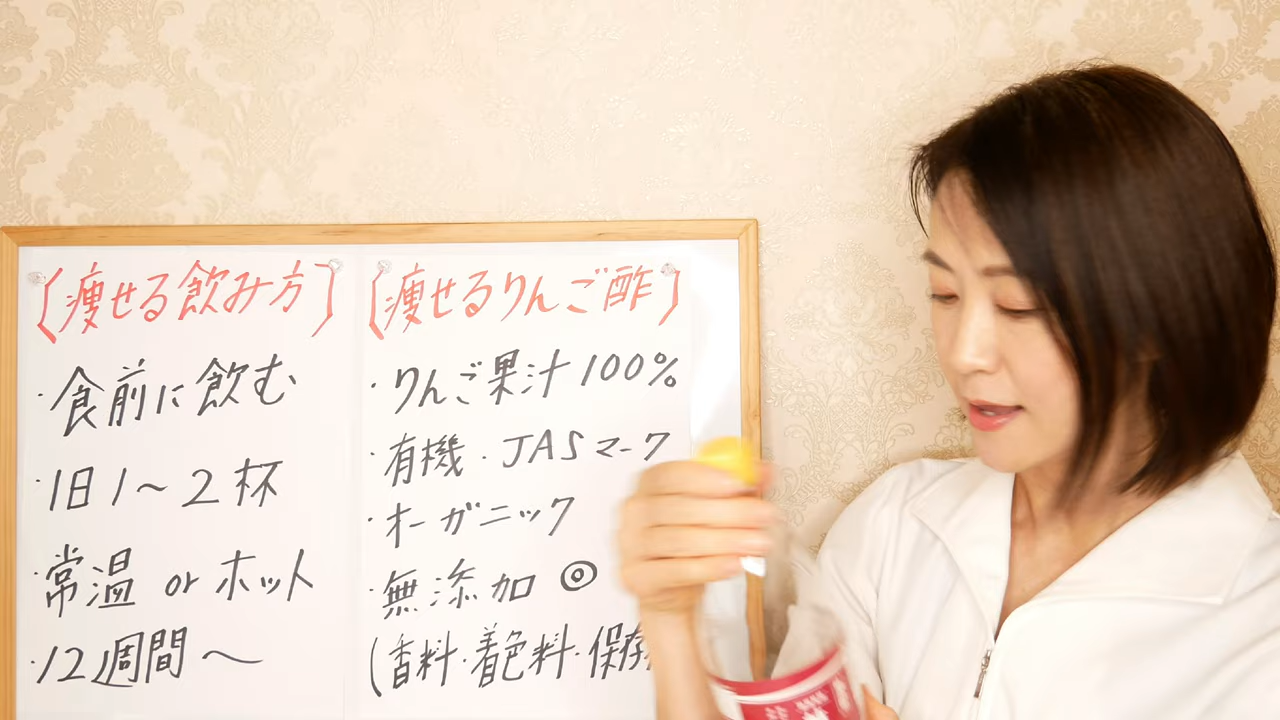 〔痩せる飲み方〕
・食前に飲む
・1日1〜2杯
・常温 or ホット
・12週間〜
〔痩せるりんご酢〕
・りんご果汁100%
・有機・JASマーク
・オーガニック
・無添加◎
(香料・着色料・保存